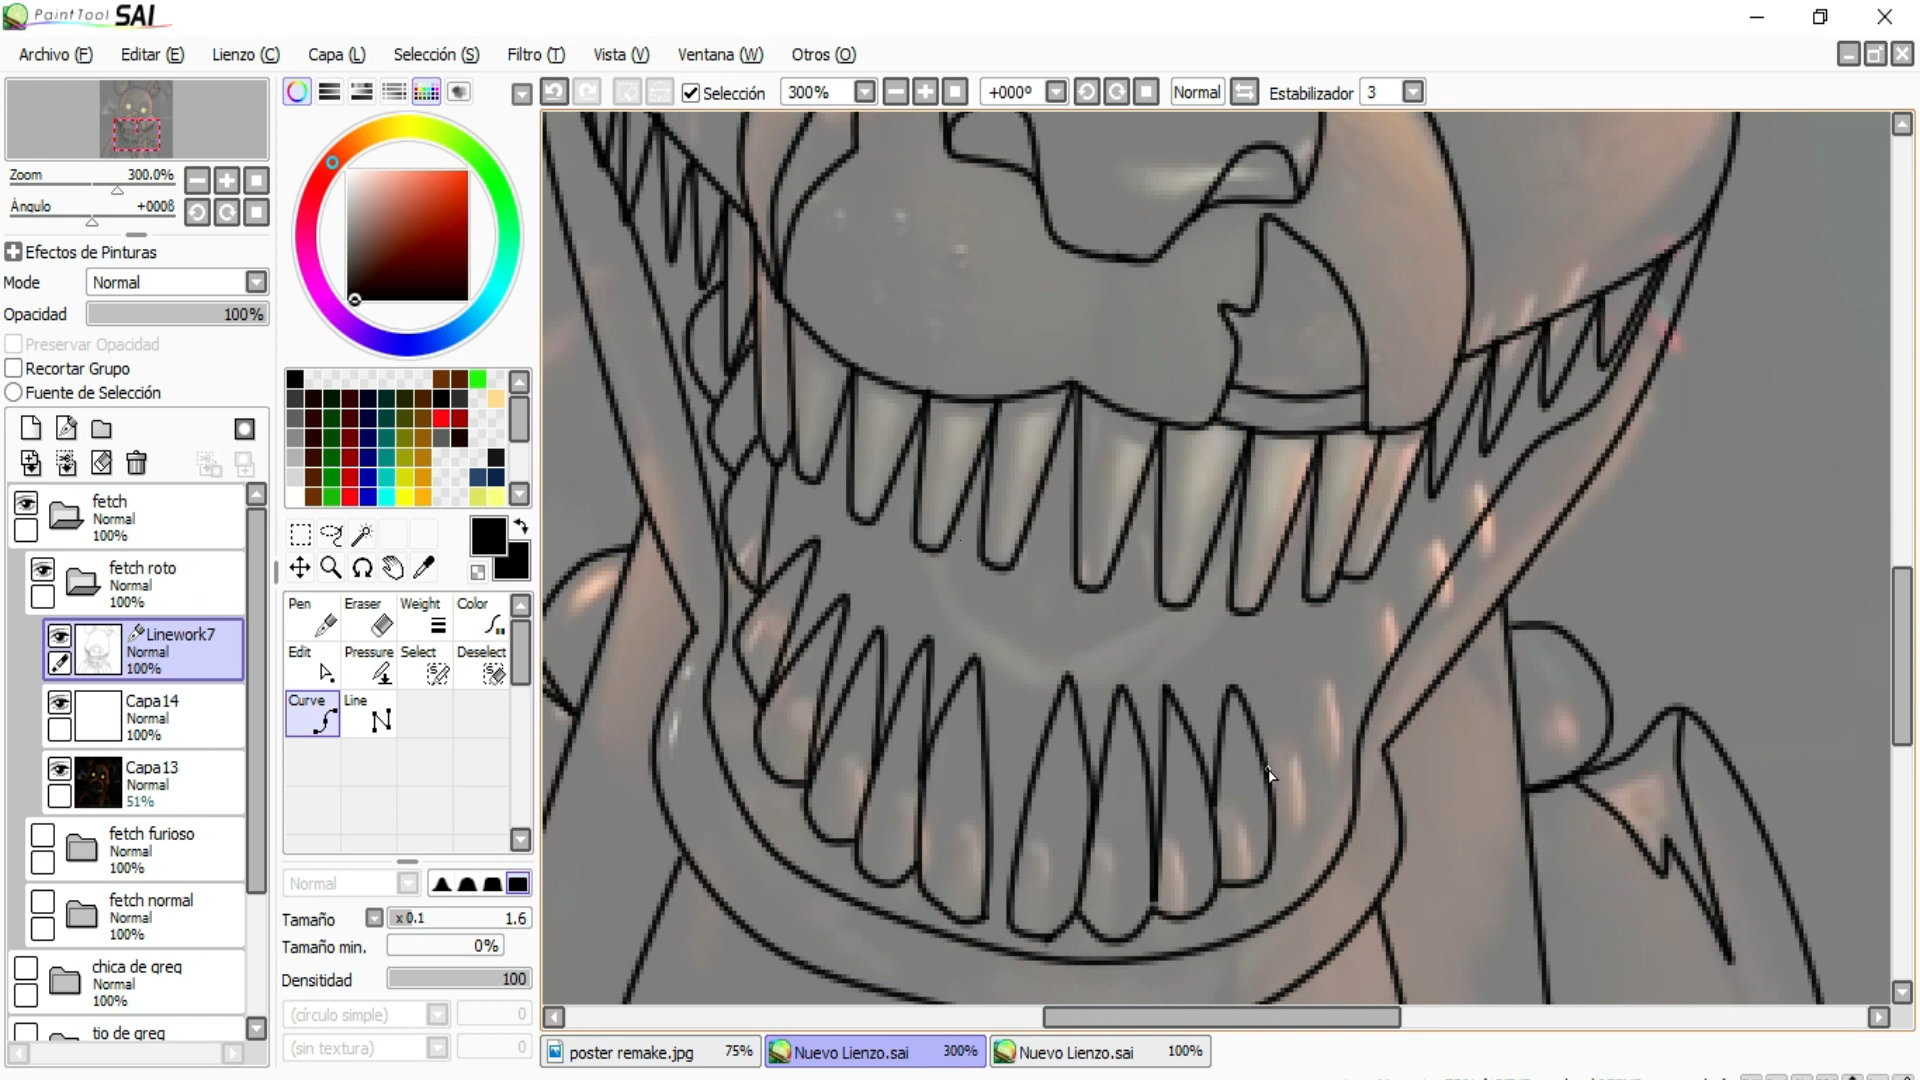 PaintTool SAI
Archivo (F) Editar (E) Lienzo (C) Capa (L) Selección (S) Filtro (T) Vista (V) Ventana (W) Otros (O)
Selección 300% +000º Normal Estabilizador 3
Zoom 300.0%
Ángulo +000ß
Efectos de Pinturas
Mode Normal
Opacidad 100%
Preservar Opacidad
Recortar Grupo
Fuente de Selección
fetch
Normal
100%
fetch roto
Normal
100%
Linework7
Normal
100%
Capa14
Normal
100%
Capa13
Normal
51%
fetch furioso
Normal
100%
fetch normal
Normal
100%
chica de greg
Normal
100%
tio de greg
Pen Eraser Weight Color
Edit Pressure Select Deselect
Curve Line
Normal
Tamaño x 0.1 1.6
Tamaño min. 0%
Densitidad 100
(círculo simple) 0
(sin textura) 0
poster remake.jpg 75% Nuevo Lienzo.sai 300% Nuevo Lienzo.sai 100%